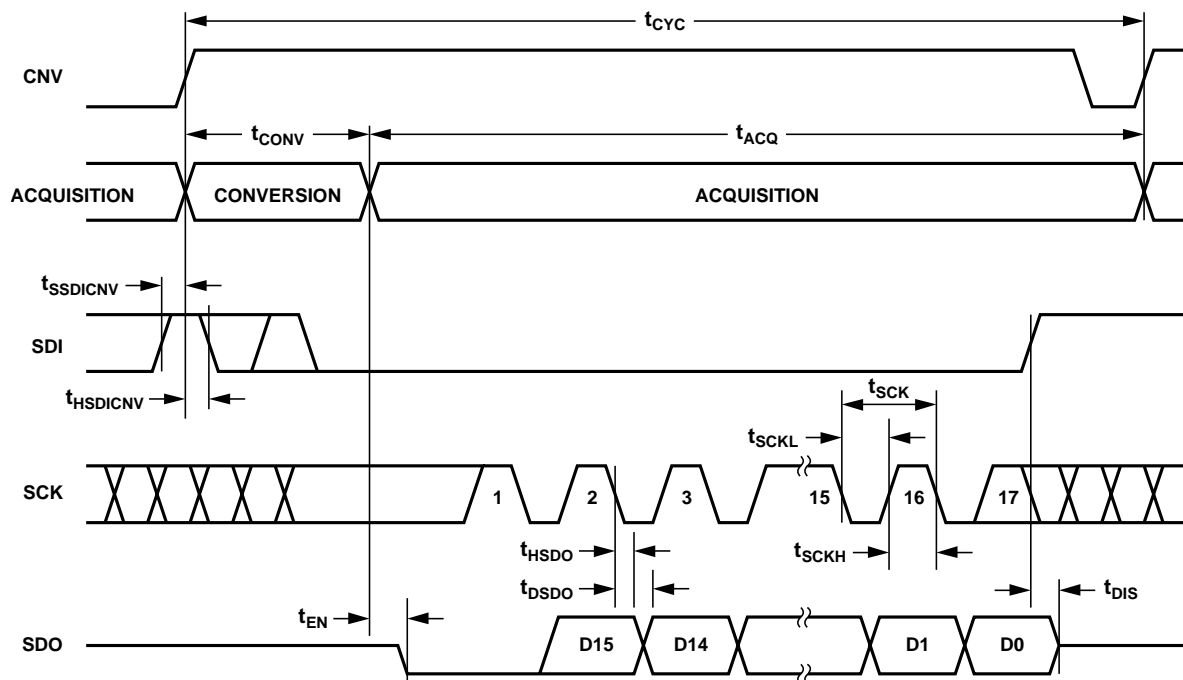 tCYC
CNV
tCONV
tACQ
ACQUISITION
CONVERSION
ACQUISITION
tSSDICNV
SDI
tHSDICNV
tSCK
tSCKL
SCK
1
2
3
15
16
17
tHSDO
tSCKH
tDSDO
tDIS
tEN
SDO
D15
D14
D1
D0